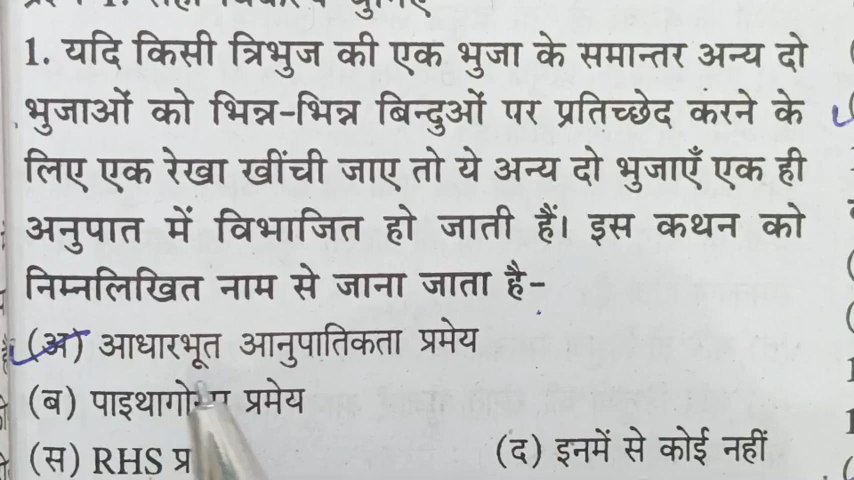 1. यदि किसी त्रिभुज की एक भुजा के समान्तर अन्य दो
भुजाओं को भिन्न-भिन्न बिन्दुओं पर प्रतिच्छेद करने के
लिए एक रेखा खींची जाए तो ये अन्य दो भुजाएँ एक ही
अनुपात में विभाजित हो जाती हैं। इस कथन को
निम्नलिखित नाम से जाना जाता है-
(अ) आधारभूत आनुपातिकता प्रमेय
(ब) प्रमेय
(स) RHS (द) इनमें से कोई नहीं